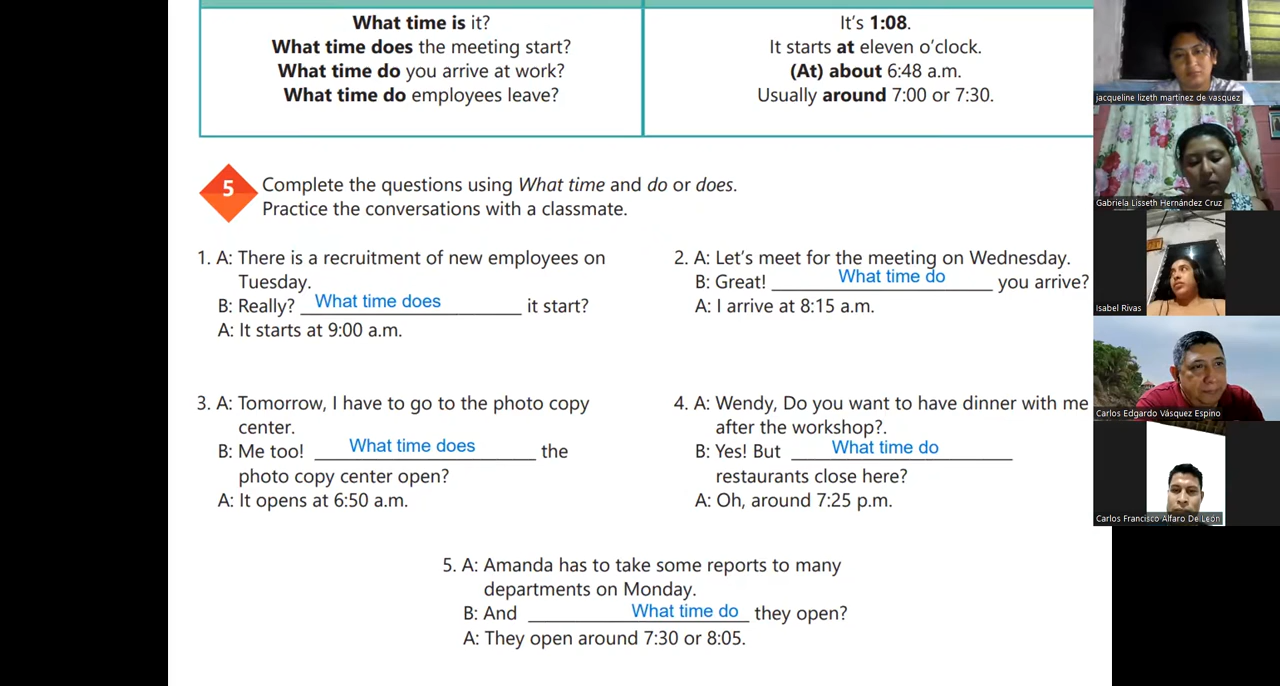 What time is it?
What time does the meeting start?
What time do you arrive at work?
What time do employees leave?
It's 1:08.
It starts at eleven o'clock.
(At) about 6:48 a.m.
Usually around 7:00 or 7:30.
5
Complete the questions using What time and do or does.
Practice the conversations with a classmate.
1. A: There is a recruitment of new employees on
Tuesday.
B: Really? What time does it start?
A: It starts at 9:00 a.m.
2. A: Let's meet for the meeting on Wednesday.
B: Great! What time do you arrive?
A: I arrive at 8:15 a.m.
3. A: Tomorrow, I have to go to the photo copy
center.
B: Me too! What time does the
photo copy center open?
A: It opens at 6:50 a.m.
4. A: Wendy, Do you want to have dinner with me
after the workshop?.
B: Yes! But What time do
restaurants close here?
A: Oh, around 7:25 p.m.
5. A: Amanda has to take some reports to many
departments on Monday.
B: And What time do they open?
A: They open around 7:30 or 8:05.
jacqueline lizeth martinez de vasquez
Gabriela Lisseth Hernández Cruz
Isabel Rivas
Carlos Edgardo Vásquez Espino
Carlos Francisco Alfaro De León